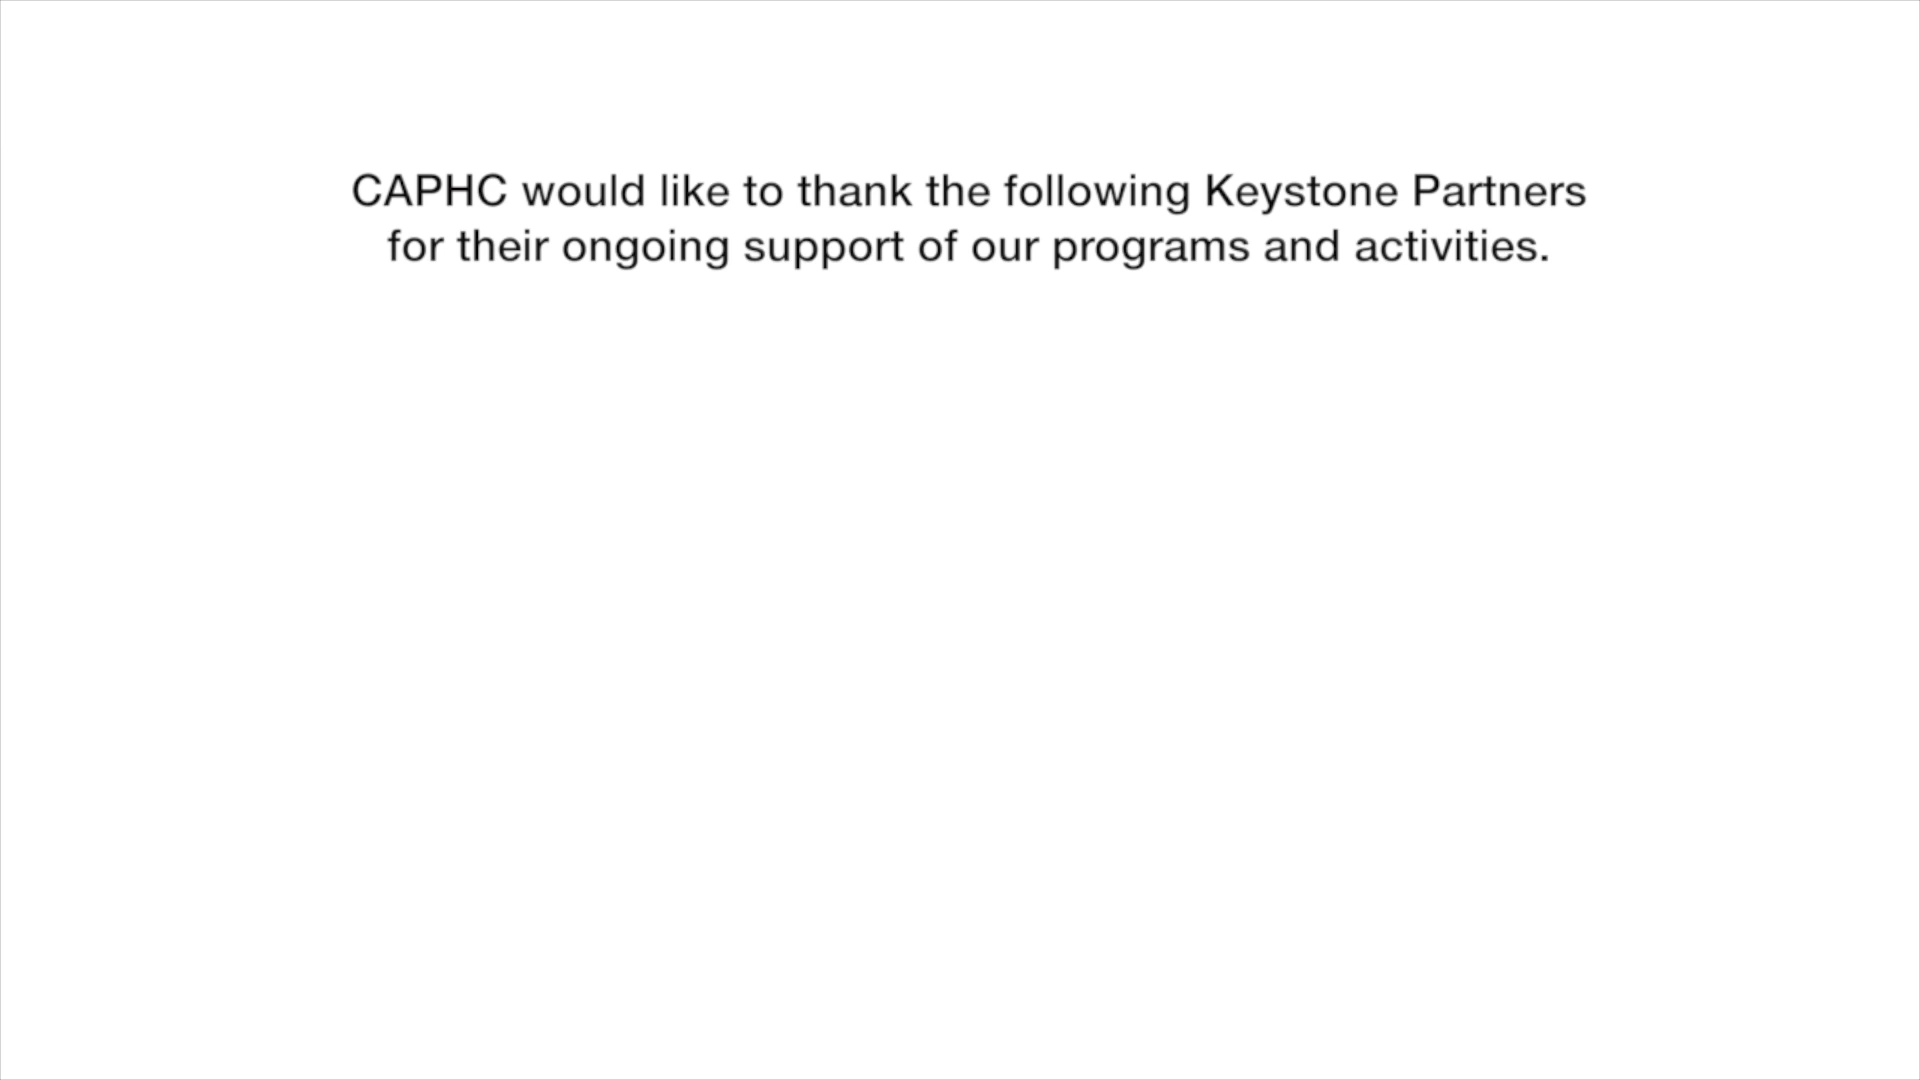 CAPHC would like to thank the following Keystone Partners
for their ongoing support of our programs and activities.